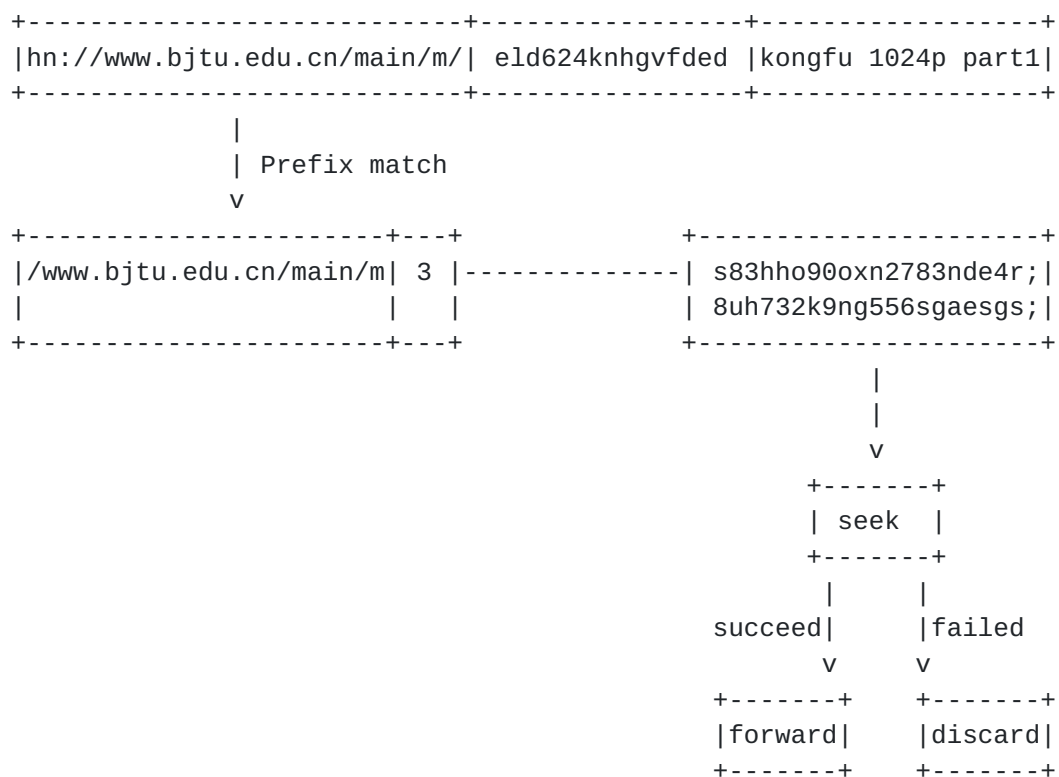 +----------------------------+-----------------+------------------+
|hn://www.bjtu.edu.cn/main/m/| eld624knhgvfded |kongfu 1024p part1|
+----------------------------+-----------------+------------------+
              |
              | Prefix match
              v
+-----------------------+---+              +----------------------+
|/www.bjtu.edu.cn/main/m| 3 |--------------| s83hho90oxn2783nde4r;|
|                       |   |              | 8uh732k9ng556sgaesgs;|
+-----------------------+---+              +----------------------+
                                                       |
                                                       |
                                                       v
                                                   +-------+
                                                   | seek  |
                                                   +-------+
                                                    |     |
                                             succeed|     |failed
                                                    v     v
                                             +-------+    +-------+
                                             |forward|    |discard|
                                             +-------+    +-------+